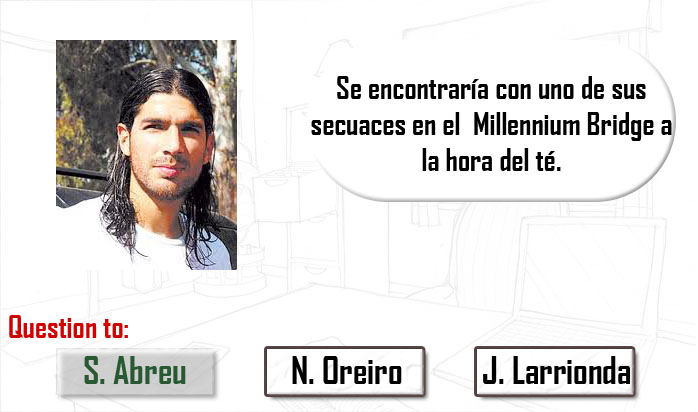 Se encontraría con uno de sus
secuaces en el Millennium Bridge a
la hora del té.
Question to:
S. Abreu
N. Oreiro
J. Larrionda